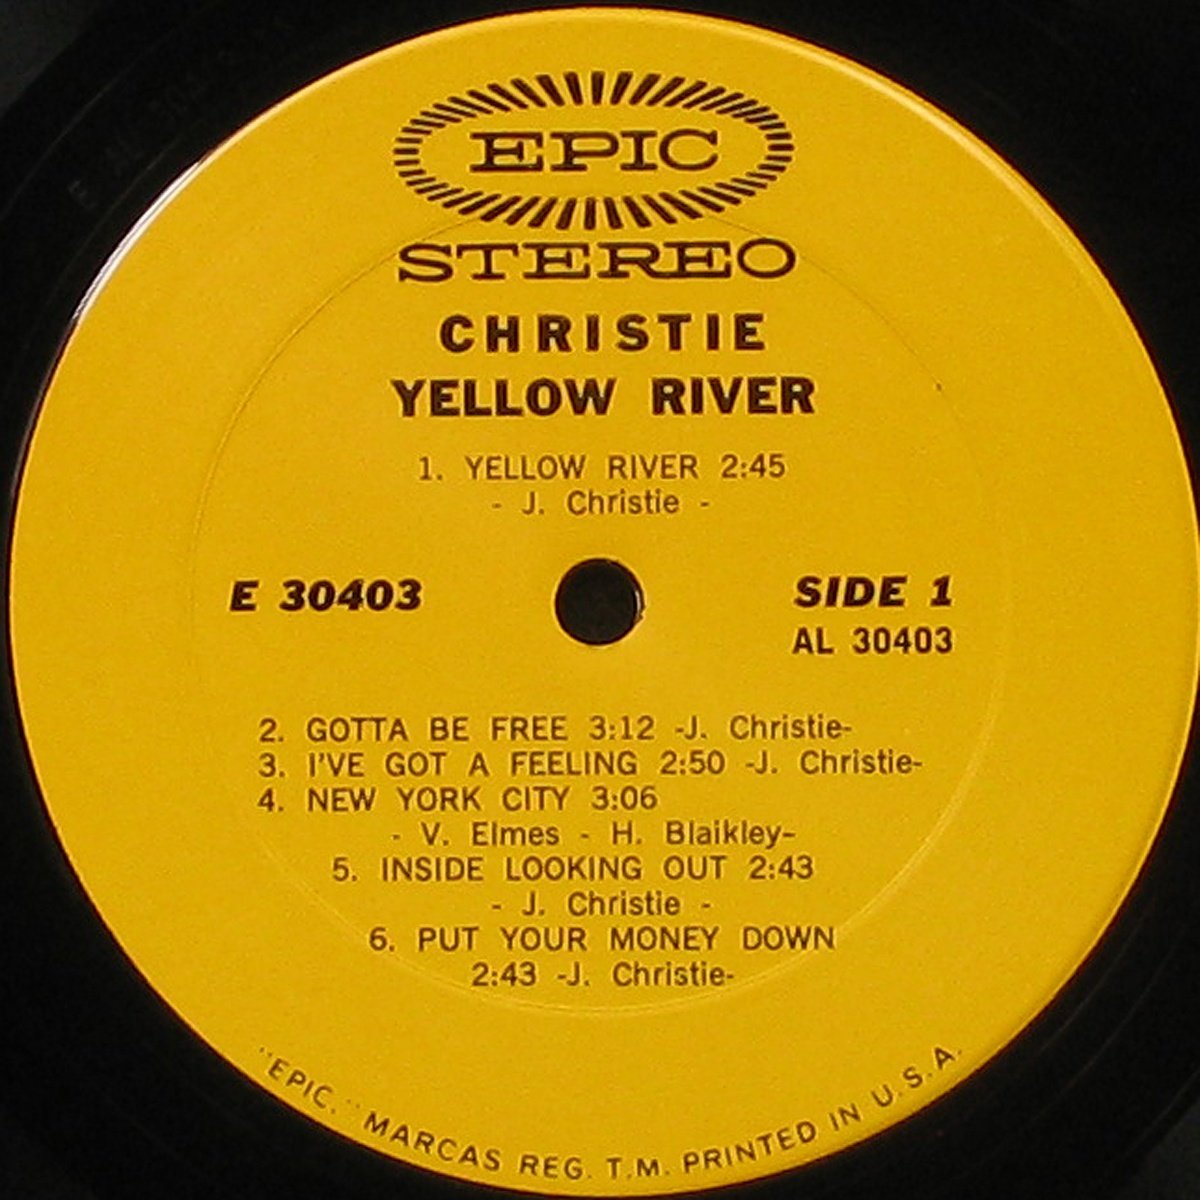 EPIC
STEREO
CHRISTIE
YELLOW RIVER
1. YELLOW RIVER 2:45
- J. Christie -
E 30403
SIDE 1
AL 30403
2. GOTTA BE FREE 3:12 -J. Christie-
3. I'VE GOT A FEELING 2:50 -J. Christie-
4. NEW YORK CITY 3:06
- V. Elmes - H. Blaikley-
5. INSIDE LOOKING OUT 2:43
- J. Christie -
6. PUT YOUR MONEY DOWN
2:43 -J. Christie-
"EPIC." MARCAS REG. T.M. PRINTED IN U.S.A.